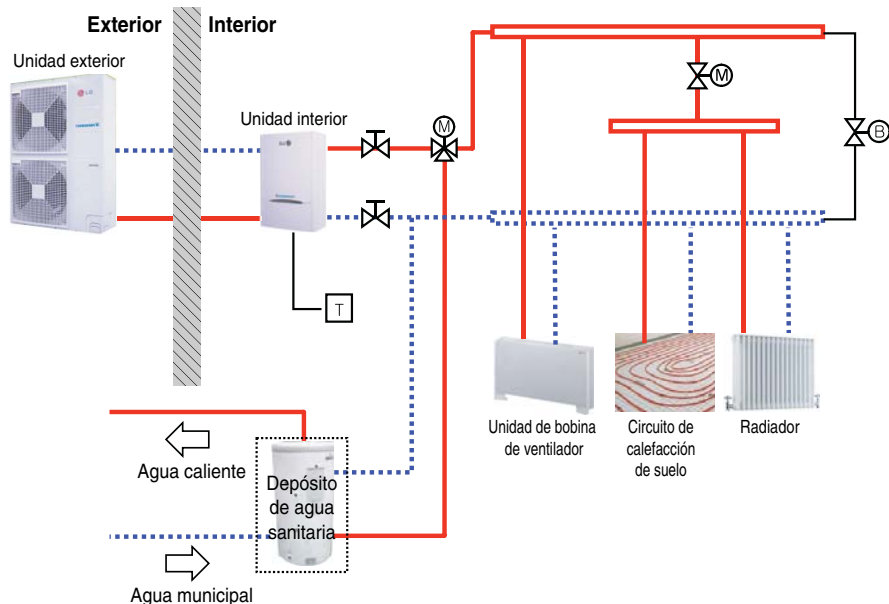 Exterior
Interior
Unidad exterior
LG
Unidad interior
M
M
B
T
Unidad de bobina
de ventilador
Circuito de
calefacción
de suelo
Radiador
Agua caliente
Depósito
de agua
sanitaria
Agua municipal